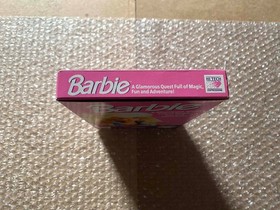 Barbie
A Glamorous Quest Full of Magic,
Fun and Adventure!
HI TECH
Barbie